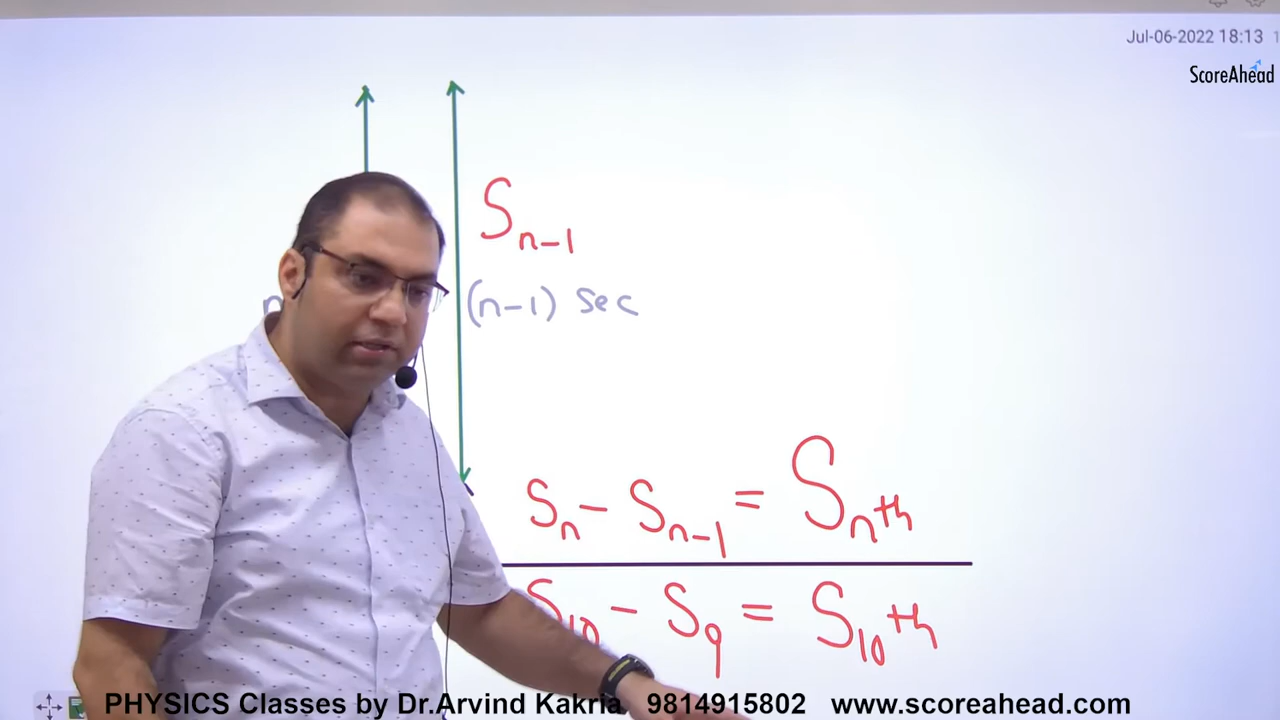 Jul-06-2022 18:13
ScoreAhead
Sn-1
(n-1) Sec
Sn - Sn-1 = Snth
S10 - S9 = S10th
PHYSICS Classes by Dr.Arvind Kakria 9814915802 www.scoreahead.com